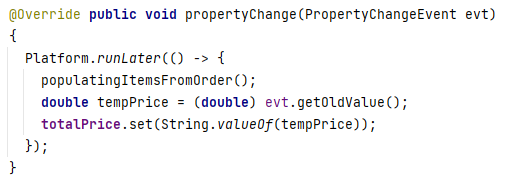 @Override public void propertyChange(PropertyChangeEvent evt)
{
  Platform.runLater(() -> {
    populatingItemsFromOrder();
    double tempPrice = (double) evt.getOldValue();
    totalPrice.set(String.valueOf(tempPrice));
  });
}